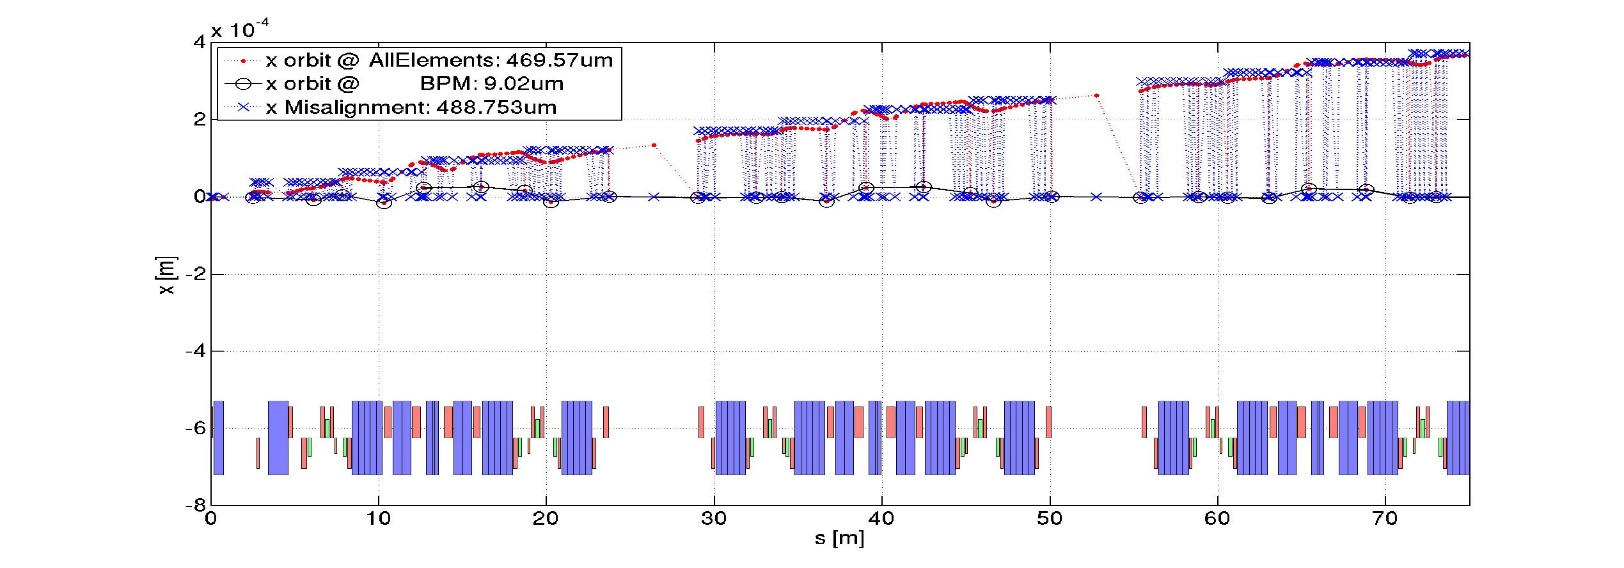 x 10⁻⁴
4
x orbit @ AllElements: 469.57um
x orbit @ BPM: 9.02um
x Misalignment: 488.753um
2
0
-2
x [m]
-4
-6
-8
0 10 20 30 40 50 60 70
s [m]